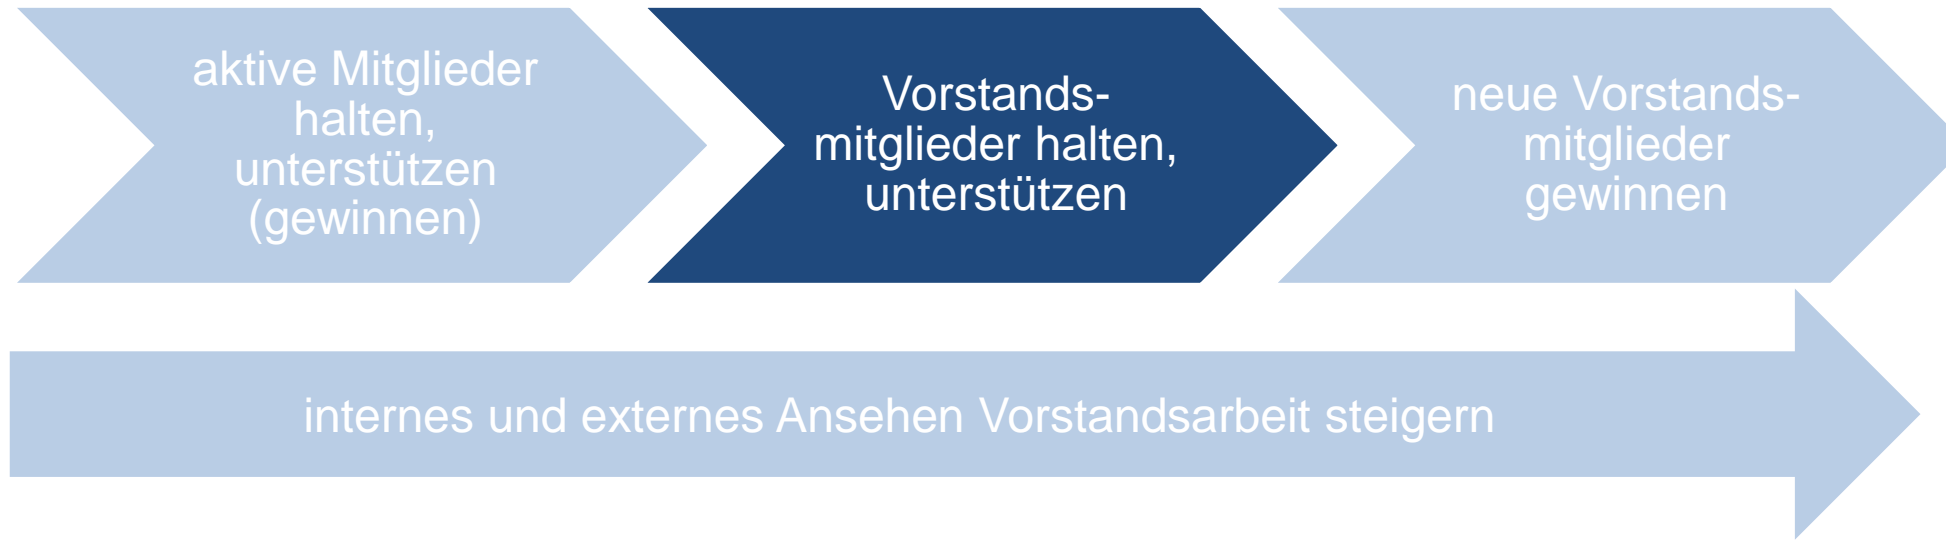 aktive Mitglieder
halten,
unterstützen
(gewinnen)
Vorstands-
mitglieder halten,
unterstützen
neue Vorstands-
mitglieder
gewinnen
internes und externes Ansehen Vorstandsarbeit steigern